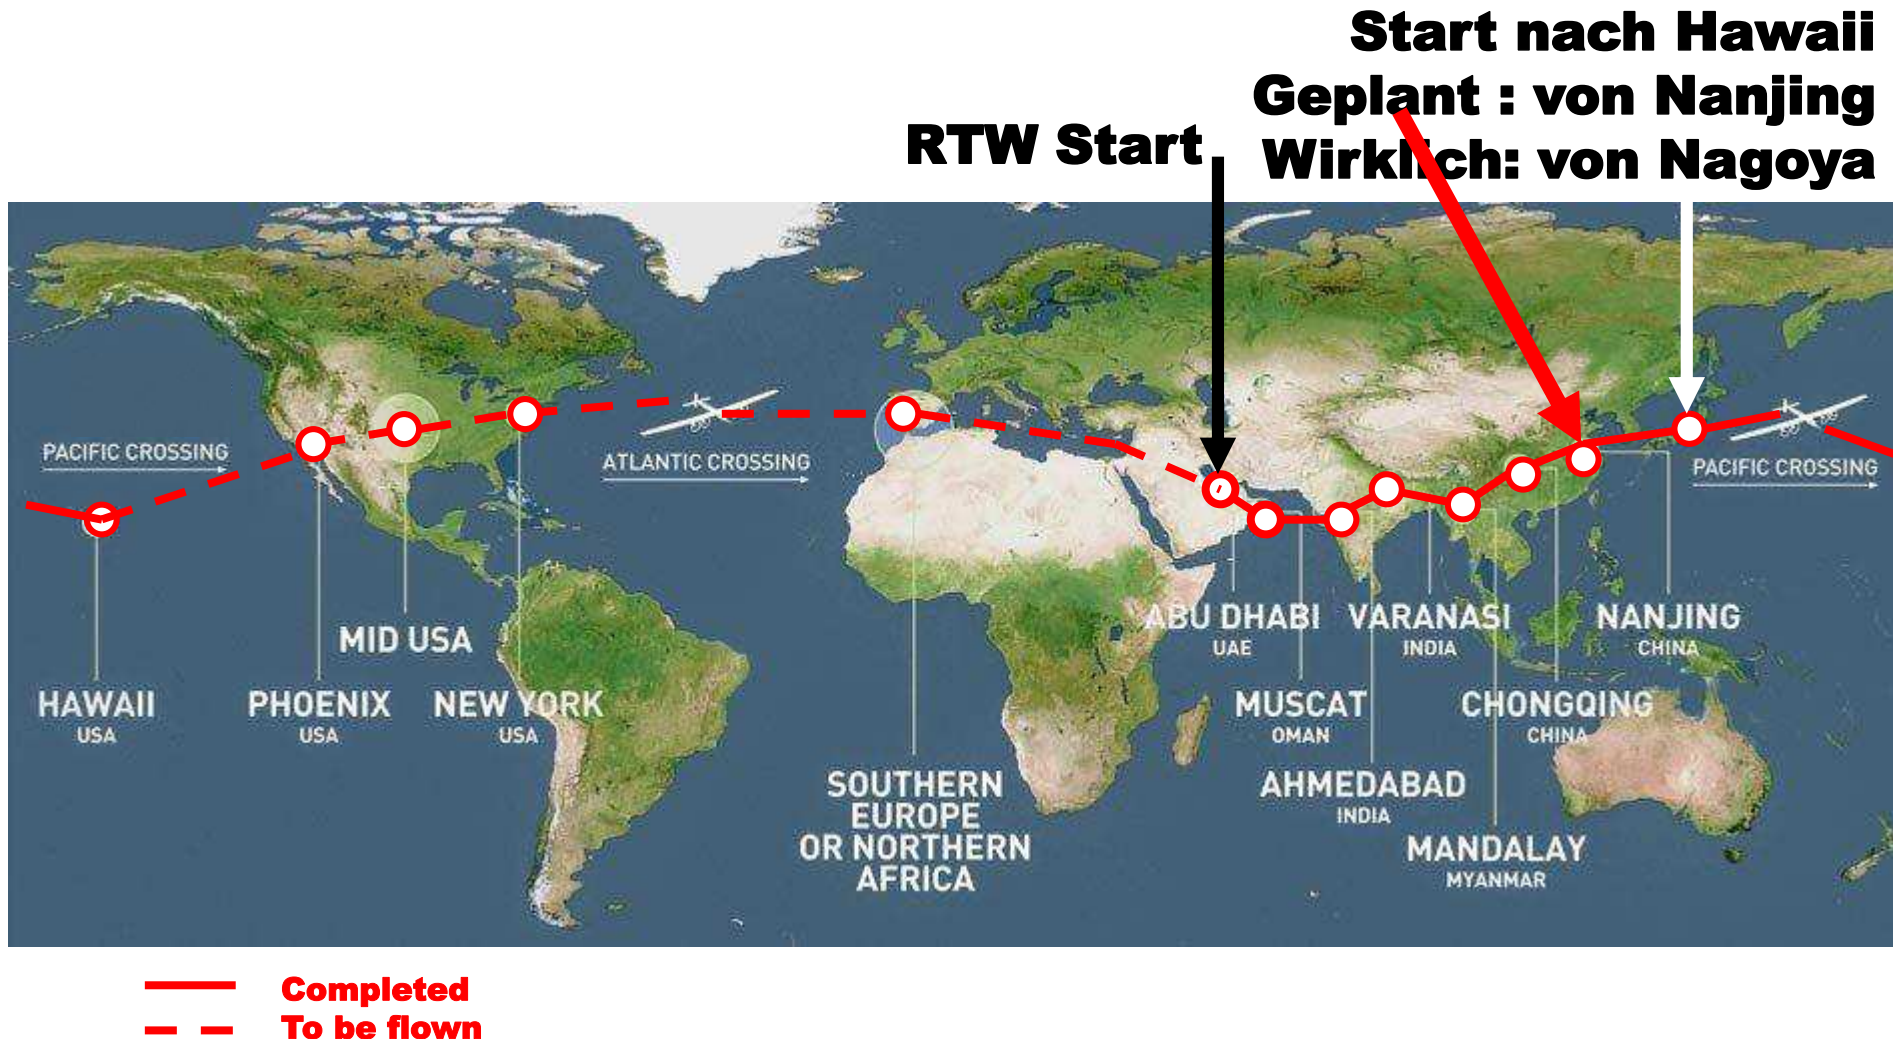 Start nach Hawaii
Geplant : von Nanjing
RTW Start
Wirklich: von Nagoya
PACIFIC CROSSING
ATLANTIC CROSSING
PACIFIC CROSSING
ABU DHABI
UAE
VARANASI
INDIA
NANJING
CHINA
MID USA
HAWAII
USA
PHOENIX
USA
NEW YORK
USA
MUSCAT
OMAN
CHONGQING
CHINA
SOUTHERN
EUROPE
OR NORTHERN
AFRICA
AHMEDABAD
INDIA
MANDALAY
MYANMAR
Completed
To be flown